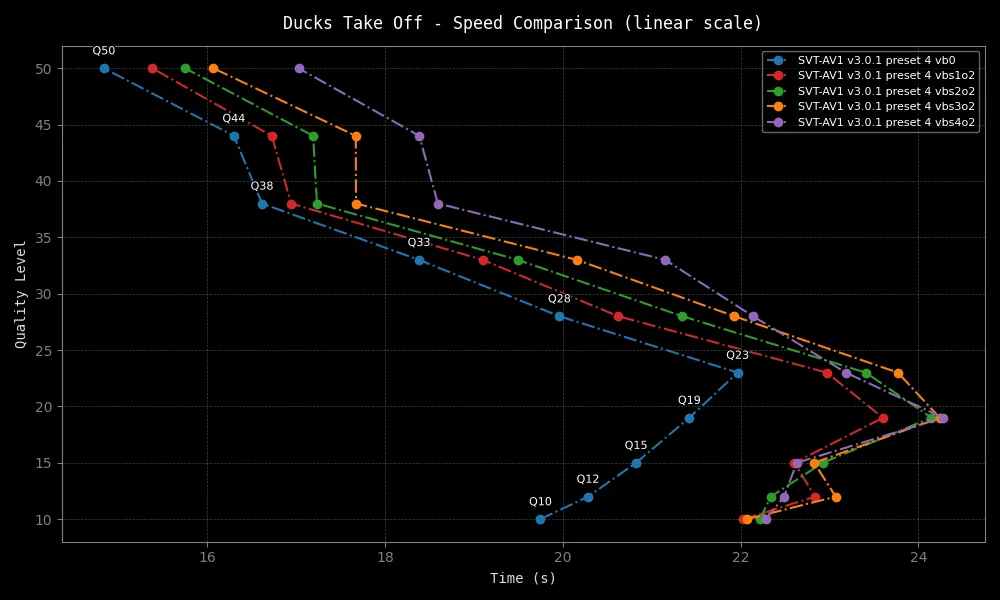 Ducks Take Off - Speed Comparison (linear scale)
SVT-AV1 v3.0.1 preset 4 vb0
SVT-AV1 v3.0.1 preset 4 vbs1o2
SVT-AV1 v3.0.1 preset 4 vbs2o2
SVT-AV1 v3.0.1 preset 4 vbs3o2
SVT-AV1 v3.0.1 preset 4 vbs4o2
Quality Level
50
45
40
35
30
25
20
15
10
Q50
Q44
Q38
Q33
Q28
Q23
Q19
Q15
Q12
Q10
16
18
20
22
24
Time (s)